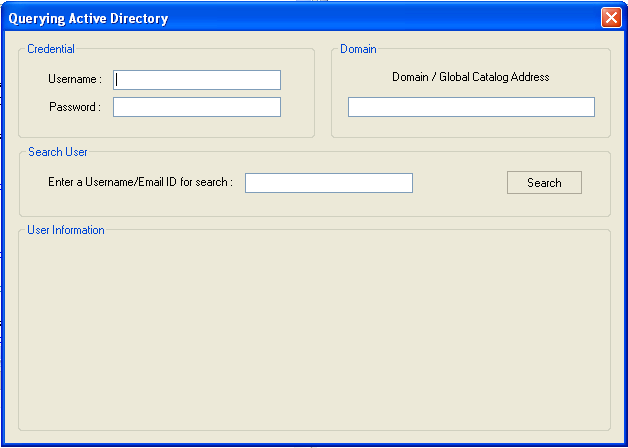 Querying Active Directory
Credential
Username :
Password :
Domain
Domain / Global Catalog Address
Search User
Enter a Username/Email ID for search :
Search
User Information